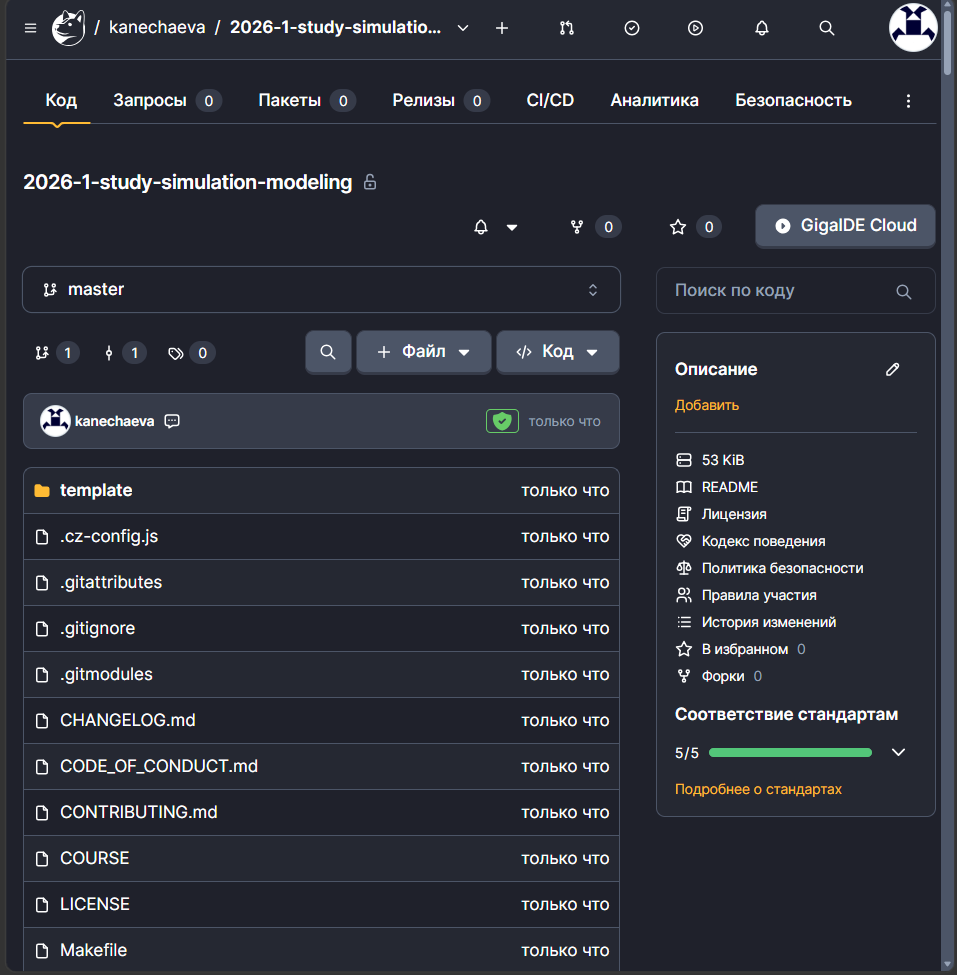 / kanechaeva / 2026-1-study-simulatio...
Код Запросы 0 Пакеты 0 Релизы 0 CI/CD Аналитика Безопасность
2026-1-study-simulation-modeling
0 0 GigaIDE Cloud
master
Поиск по коду
1 1 0 Файл Код
kanechaeva только что
template только что
.cz-config.js только что
.gitattributes только что
.gitignore только что
.gitmodules только что
CHANGELOG.md только что
CODE_OF_CONDUCT.md только что
CONTRIBUTING.md только что
COURSE только что
LICENSE только что
Makefile только что
Описание
Добавить
53 KiB
README
Лицензия
Кодекс поведения
Политика безопасности
Правила участия
История изменений
В избранном 0
Форки 0
Соответствие стандартам
5/5
Подробнее о стандартах